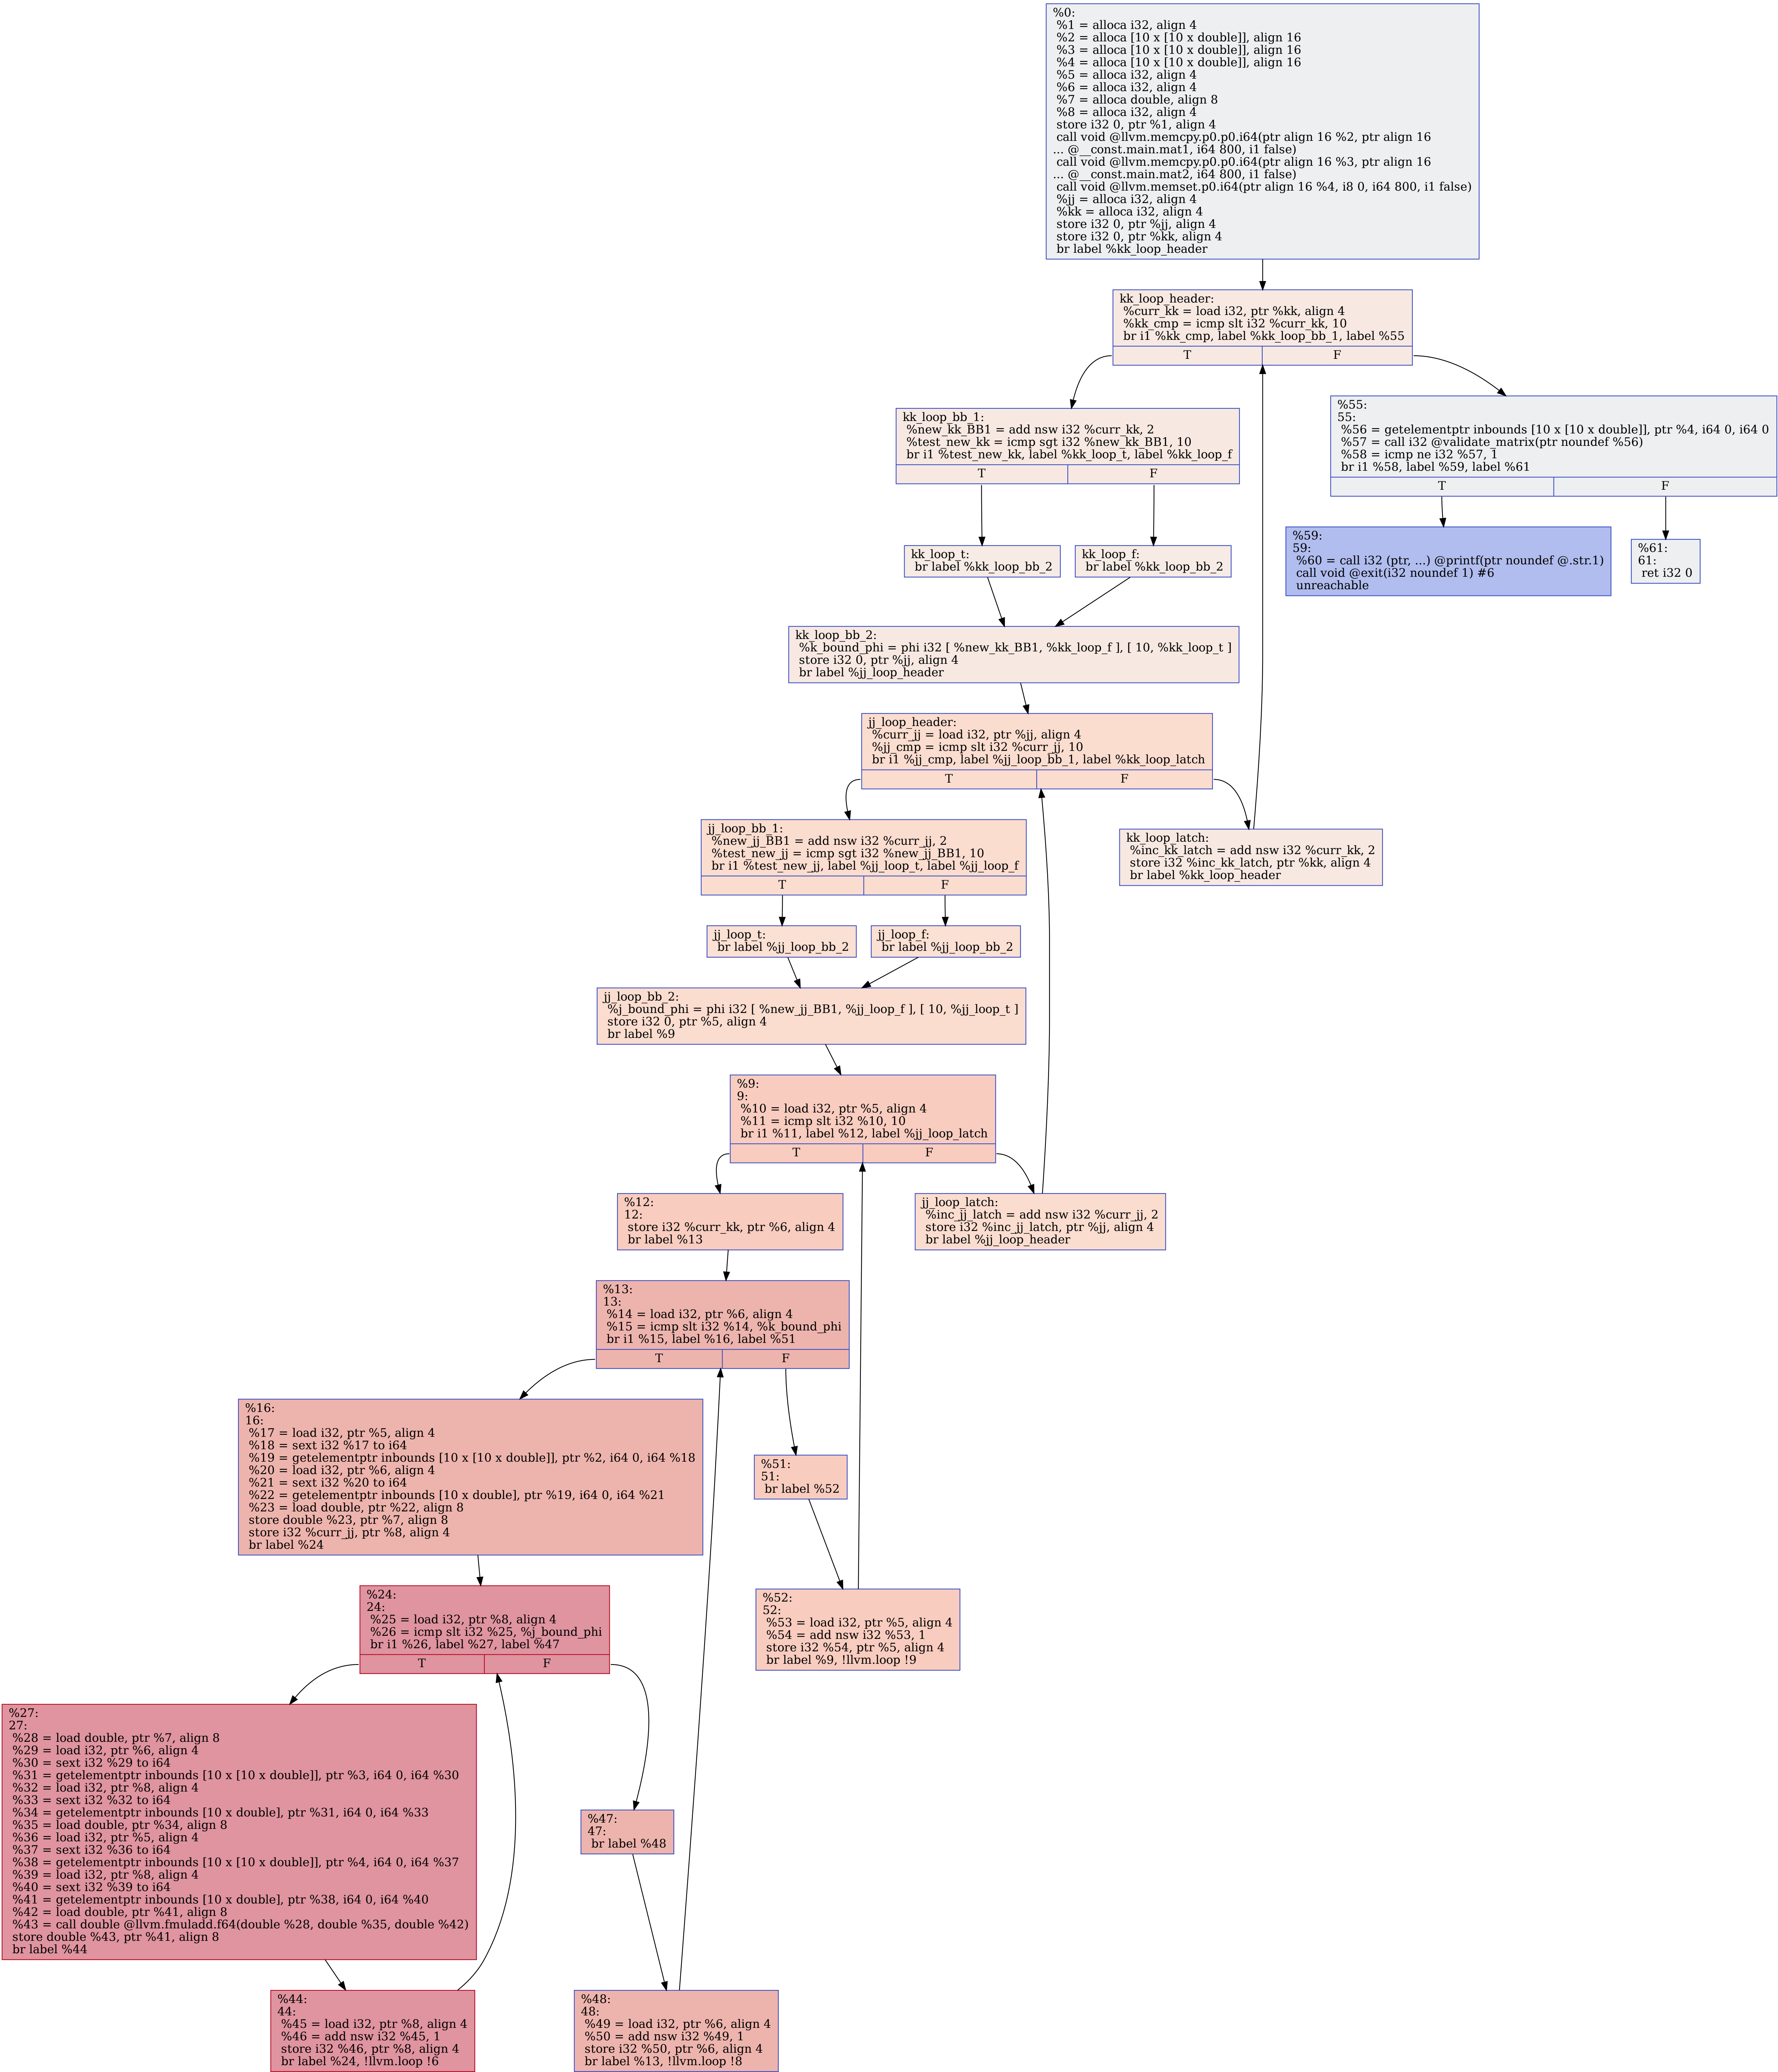 %0:
%1 = alloca i32, align 4
%2 = alloca [10 x [10 x double]], align 16
%3 = alloca [10 x [10 x double]], align 16
%4 = alloca [10 x [10 x double]], align 16
%5 = alloca i32, align 4
%6 = alloca i32, align 4
%7 = alloca double, align 8
%8 = alloca i32, align 4
store i32 0, ptr %1, align 4
call void @llvm.memcpy.p0.p0.i64(ptr align 16 %2, ptr align 16
... @__const.main.mat1, i64 800, i1 false)
call void @llvm.memcpy.p0.p0.i64(ptr align 16 %3, ptr align 16
... @__const.main.mat2, i64 800, i1 false)
call void @llvm.memset.p0.i64(ptr align 16 %4, i8 0, i64 800, i1 false)
%jj = alloca i32, align 4
%kk = alloca i32, align 4
store i32 0, ptr %jj, align 4
store i32 0, ptr %kk, align 4
br label %kk_loop_header
kk_loop_header:
%curr_kk = load i32, ptr %kk, align 4
%kk_cmp = icmp slt i32 %curr_kk, 10
br i1 %kk_cmp, label %kk_loop_bb_1, label %55
T F
kk_loop_bb_1:
%new_kk_BB1 = add nsw i32 %curr_kk, 2
%test_new_kk = icmp sgt i32 %new_kk_BB1, 10
br i1 %test_new_kk, label %kk_loop_t, label %kk_loop_f
T F
%55:
55:
%56 = getelementptr inbounds [10 x [10 x double]], ptr %4, i64 0, i64 0
%57 = call i32 @validate_matrix(ptr noundef %56)
%58 = icmp ne i32 %57, 1
br i1 %58, label %59, label %61
T F
kk_loop_t:
br label %kk_loop_bb_2
kk_loop_f:
br label %kk_loop_bb_2
%59:
59:
%60 = call i32 (ptr, ...) @printf(ptr noundef @.str.1)
call void @exit(i32 noundef 1) #6
unreachable
%61:
61:
ret i32 0
kk_loop_bb_2:
%k_bound_phi = phi i32 [ %new_kk_BB1, %kk_loop_f ], [ 10, %kk_loop_t ]
store i32 0, ptr %jj, align 4
br label %jj_loop_header
jj_loop_header:
%curr_jj = load i32, ptr %jj, align 4
%jj_cmp = icmp slt i32 %curr_jj, 10
br i1 %jj_cmp, label %jj_loop_bb_1, label %kk_loop_latch
T F
jj_loop_bb_1:
%new_jj_BB1 = add nsw i32 %curr_jj, 2
%test_new_jj = icmp sgt i32 %new_jj_BB1, 10
br i1 %test_new_jj, label %jj_loop_t, label %jj_loop_f
T F
kk_loop_latch:
%inc_kk_latch = add nsw i32 %curr_kk, 2
store i32 %inc_kk_latch, ptr %kk, align 4
br label %kk_loop_header
jj_loop_t:
br label %jj_loop_bb_2
jj_loop_f:
br label %jj_loop_bb_2
jj_loop_bb_2:
%j_bound_phi = phi i32 [ %new_jj_BB1, %jj_loop_f ], [ 10, %jj_loop_t ]
store i32 0, ptr %5, align 4
br label %9
%9:
9:
%10 = load i32, ptr %5, align 4
%11 = icmp slt i32 %10, 10
br i1 %11, label %12, label %jj_loop_latch
T F
%12:
12:
store i32 %curr_kk, ptr %6, align 4
br label %13
jj_loop_latch:
%inc_jj_latch = add nsw i32 %curr_jj, 2
store i32 %inc_jj_latch, ptr %jj, align 4
br label %jj_loop_header
%13:
13:
%14 = load i32, ptr %6, align 4
%15 = icmp slt i32 %14, %k_bound_phi
br i1 %15, label %16, label %51
T F
%16:
16:
%17 = load i32, ptr %5, align 4
%18 = sext i32 %17 to i64
%19 = getelementptr inbounds [10 x [10 x double]], ptr %2, i64 0, i64 %18
%20 = load i32, ptr %6, align 4
%21 = sext i32 %20 to i64
%22 = getelementptr inbounds [10 x double], ptr %19, i64 0, i64 %21
%23 = load double, ptr %22, align 8
store double %23, ptr %7, align 8
store i32 %curr_jj, ptr %8, align 4
br label %24
%51:
51:
br label %52
%24:
24:
%25 = load i32, ptr %8, align 4
%26 = icmp slt i32 %25, %j_bound_phi
br i1 %26, label %27, label %47
T F
%52:
52:
%53 = load i32, ptr %5, align 4
%54 = add nsw i32 %53, 1
store i32 %54, ptr %5, align 4
br label %9, !llvm.loop !9
%27:
27:
%28 = load double, ptr %7, align 8
%29 = load i32, ptr %6, align 4
%30 = sext i32 %29 to i64
%31 = getelementptr inbounds [10 x [10 x double]], ptr %3, i64 0, i64 %30
%32 = load i32, ptr %8, align 4
%33 = sext i32 %32 to i64
%34 = getelementptr inbounds [10 x double], ptr %31, i64 0, i64 %33
%35 = load double, ptr %34, align 8
%36 = load i32, ptr %5, align 4
%37 = sext i32 %36 to i64
%38 = getelementptr inbounds [10 x [10 x double]], ptr %4, i64 0, i64 %37
%39 = load i32, ptr %8, align 4
%40 = sext i32 %39 to i64
%41 = getelementptr inbounds [10 x double], ptr %38, i64 0, i64 %40
%42 = load double, ptr %41, align 8
%43 = call double @llvm.fmuladd.f64(double %28, double %35, double %42)
store double %43, ptr %41, align 8
br label %44
%47:
47:
br label %48
%44:
44:
%45 = load i32, ptr %8, align 4
%46 = add nsw i32 %45, 1
store i32 %46, ptr %8, align 4
br label %24, !llvm.loop !6
%48:
48:
%49 = load i32, ptr %6, align 4
%50 = add nsw i32 %49, 1
store i32 %50, ptr %6, align 4
br label %13, !llvm.loop !8